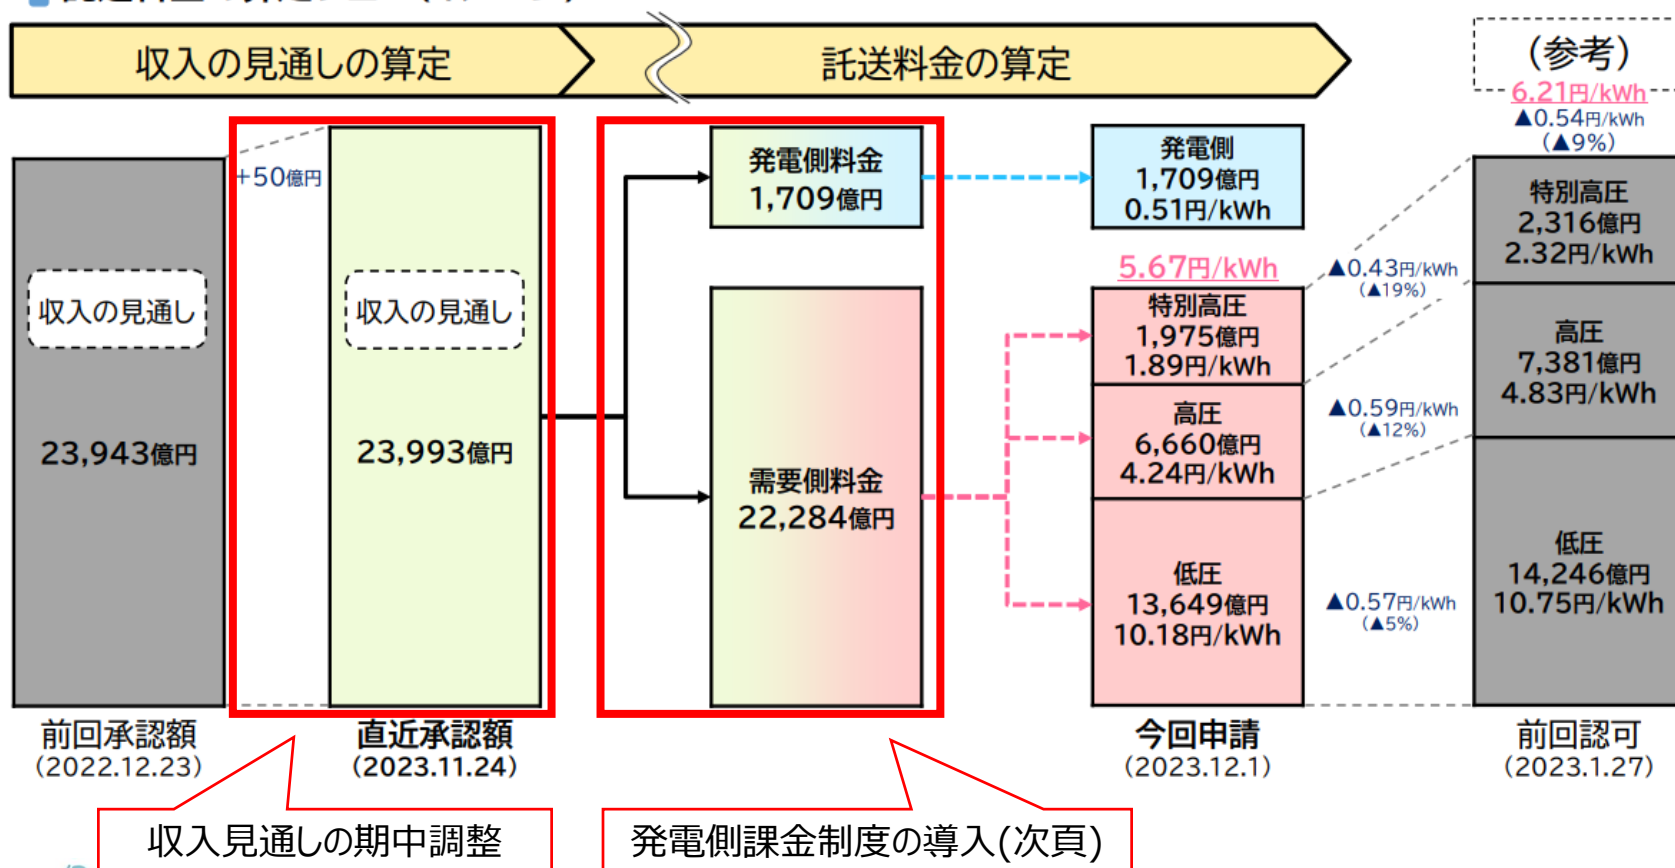 収入の見通しの算定
託送料金の算定
(参考)
6.21円/kWh
▲0.54円/kWh
(▲9%)
+50億円
収入の見通し
23,943億円
前回承認額
(2022.12.23)
収入の見通し
23,993億円
直近承認額
(2023.11.24)
発電側料金
1,709億円
需要側料金
22,284億円
発電側
1,709億円
0.51円/kWh
5.67円/kWh
特別高圧
1,975億円
1.89円/kWh
高圧
6,660億円
4.24円/kWh
低圧
13,649億円
10.18円/kWh
今回申請
(2023.12.1)
▲0.43円/kWh
(▲19%)
▲0.59円/kWh
(▲12%)
▲0.57円/kWh
(▲5%)
特別高圧
2,316億円
2.32円/kWh
高圧
7,381億円
4.83円/kWh
低圧
14,246億円
10.75円/kWh
前回認可
(2023.1.27)
収入見通しの期中調整
発電側課金制度の導入(次頁)